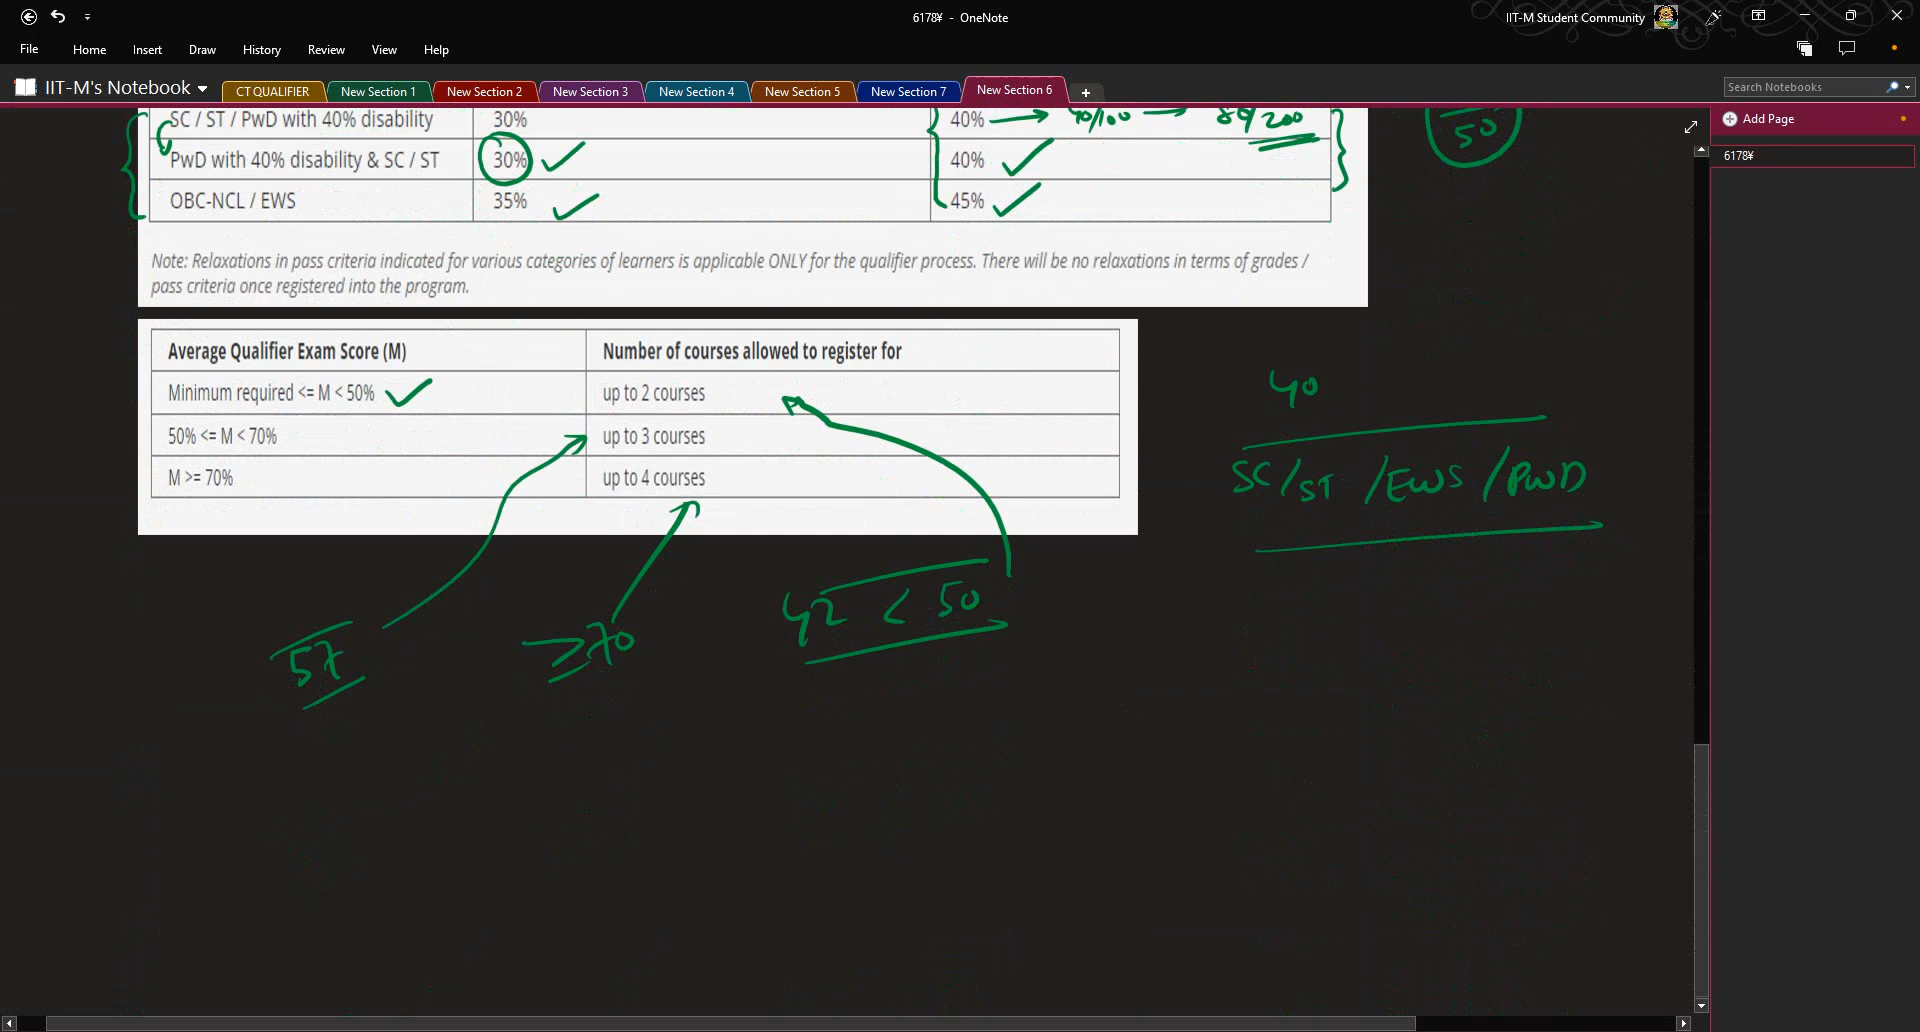 6178¥ - OneNote
IIT-M Student Community
File Home Insert Draw History Review View Help
IIT-M's Notebook
CT QUALIFIER New Section 1 New Section 2 New Section 3 New Section 4 New Section 5 New Section 7 New Section 6 +
Search Notebooks
Add Page
6178¥
SC / ST / PwD with 40% disability 30% 40% 40/100 80/200
50
PwD with 40% disability & SC / ST 30% 40%
OBC-NCL / EWS 35% 45%
Note: Relaxations in pass criteria indicated for various categories of learners is applicable ONLY for the qualifier process. There will be no relaxations in terms of grades /
pass criteria once registered into the program.
Average Qualifier Exam Score (M) Number of courses allowed to register for
Minimum required <= M < 50% up to 2 courses
50% <= M < 70% up to 3 courses
M >= 70% up to 4 courses
40
SC/ST /EWS /PWD
57 ≥70 42 < 50